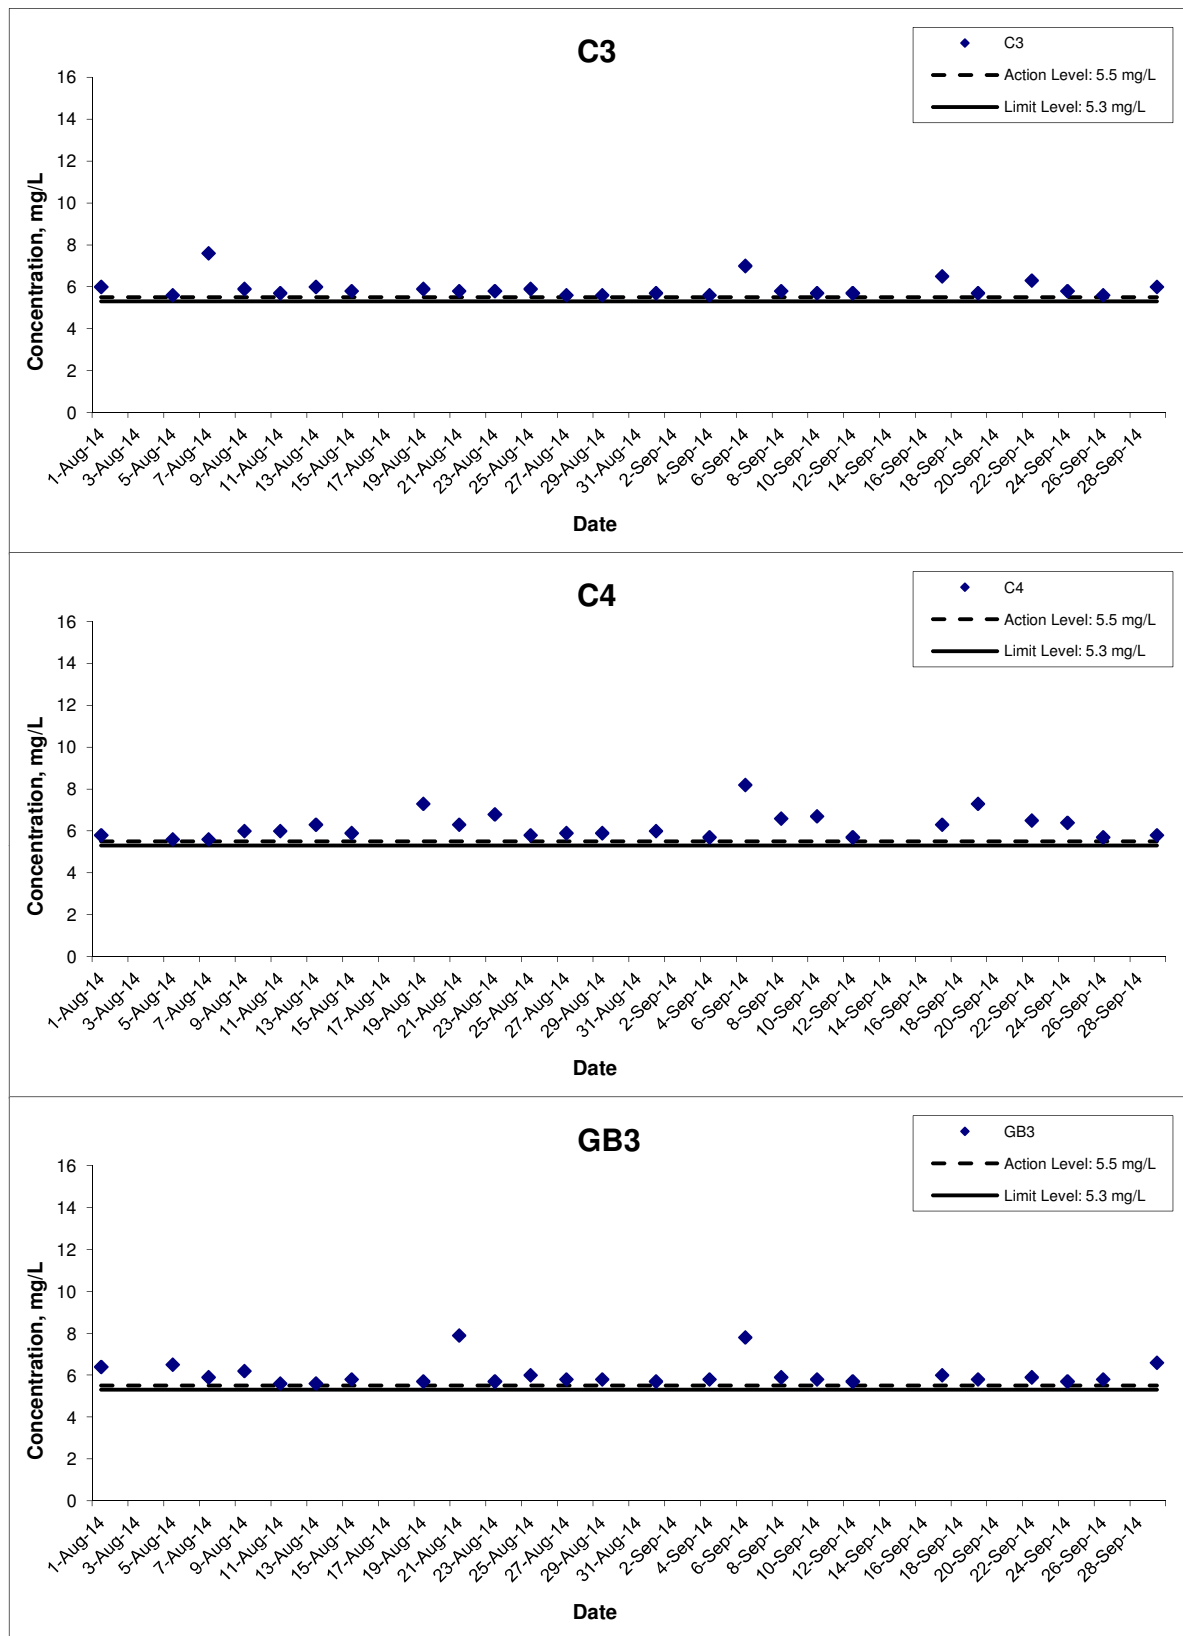 C3
C3
Action Level: 5.5 mg/L
Limit Level: 5.3 mg/L
Concentration, mg/L
16
14
12
10
8
6
4
2
0
1-Aug-14
3-Aug-14
5-Aug-14
7-Aug-14
9-Aug-14
11-Aug-14
13-Aug-14
15-Aug-14
17-Aug-14
19-Aug-14
21-Aug-14
23-Aug-14
25-Aug-14
27-Aug-14
29-Aug-14
31-Aug-14
2-Sep-14
4-Sep-14
6-Sep-14
8-Sep-14
10-Sep-14
12-Sep-14
14-Sep-14
16-Sep-14
18-Sep-14
20-Sep-14
22-Sep-14
24-Sep-14
26-Sep-14
28-Sep-14
Date
C4
C4
Action Level: 5.5 mg/L
Limit Level: 5.3 mg/L
Concentration, mg/L
16
14
12
10
8
6
4
2
0
1-Aug-14
3-Aug-14
5-Aug-14
7-Aug-14
9-Aug-14
11-Aug-14
13-Aug-14
15-Aug-14
17-Aug-14
19-Aug-14
21-Aug-14
23-Aug-14
25-Aug-14
27-Aug-14
29-Aug-14
31-Aug-14
2-Sep-14
4-Sep-14
6-Sep-14
8-Sep-14
10-Sep-14
12-Sep-14
14-Sep-14
16-Sep-14
18-Sep-14
20-Sep-14
22-Sep-14
24-Sep-14
26-Sep-14
28-Sep-14
Date
GB3
GB3
Action Level: 5.5 mg/L
Limit Level: 5.3 mg/L
Concentration, mg/L
16
14
12
10
8
6
4
2
0
1-Aug-14
3-Aug-14
5-Aug-14
7-Aug-14
9-Aug-14
11-Aug-14
13-Aug-14
15-Aug-14
17-Aug-14
19-Aug-14
21-Aug-14
23-Aug-14
25-Aug-14
27-Aug-14
29-Aug-14
31-Aug-14
2-Sep-14
4-Sep-14
6-Sep-14
8-Sep-14
10-Sep-14
12-Sep-14
14-Sep-14
16-Sep-14
18-Sep-14
20-Sep-14
22-Sep-14
24-Sep-14
26-Sep-14
28-Sep-14
Date